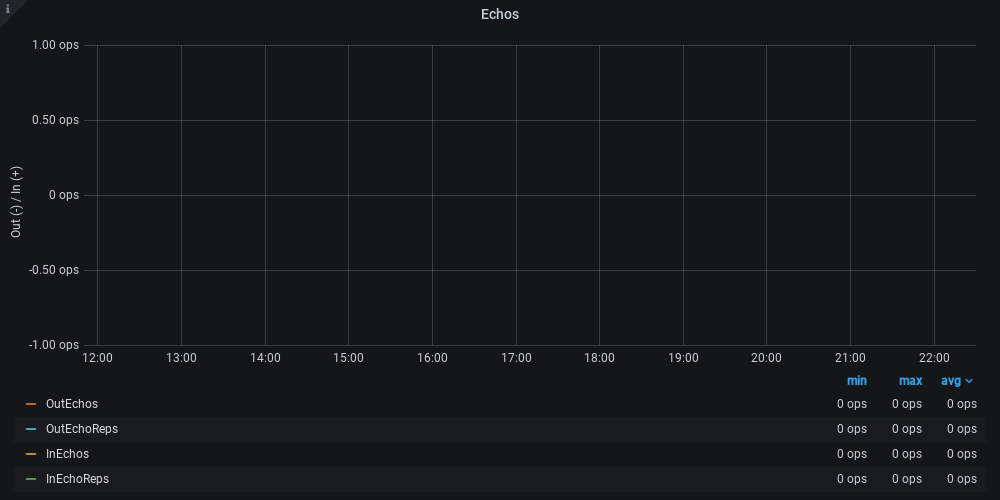 i
Echos
Out (-) / In (+)
1.00 ops
0.50 ops
0 ops
-0.50 ops
-1.00 ops
12:00 13:00 14:00 15:00 16:00 17:00 18:00 19:00 20:00 21:00 22:00
min max avg
OutEchos 0 ops 0 ops 0 ops
OutEchoReps 0 ops 0 ops 0 ops
InEchos 0 ops 0 ops 0 ops
InEchoReps 0 ops 0 ops 0 ops